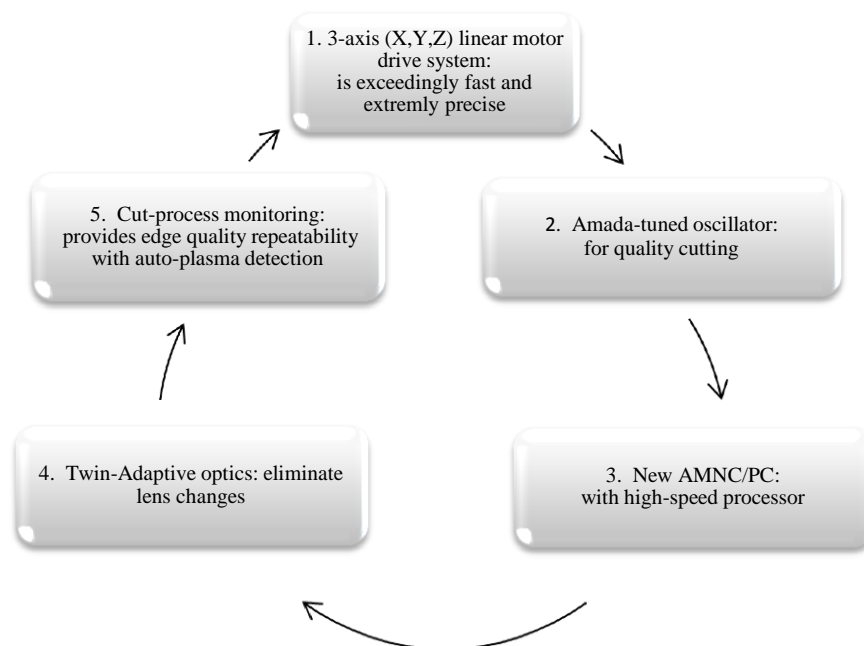 1. 3-axis (X,Y,Z) linear motor
drive system:
is exceedingly fast and
extremly precise
2. Amada-tuned oscillator:
for quality cutting
3. New AMNC/PC:
with high-speed processor
4. Twin-Adaptive optics: eliminate
lens changes
5. Cut-process monitoring:
provides edge quality repeatability
with auto-plasma detection